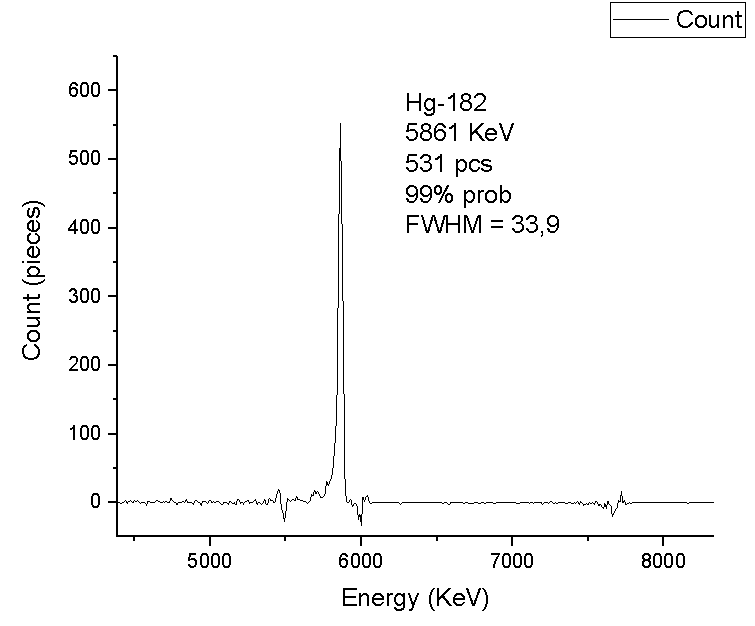 Count
Hg-182
5861 KeV
531 pcs
99% prob
FWHM = 33,9
Count (pieces)
600
500
400
300
200
100
0
5000 6000 7000 8000
Energy (KeV)